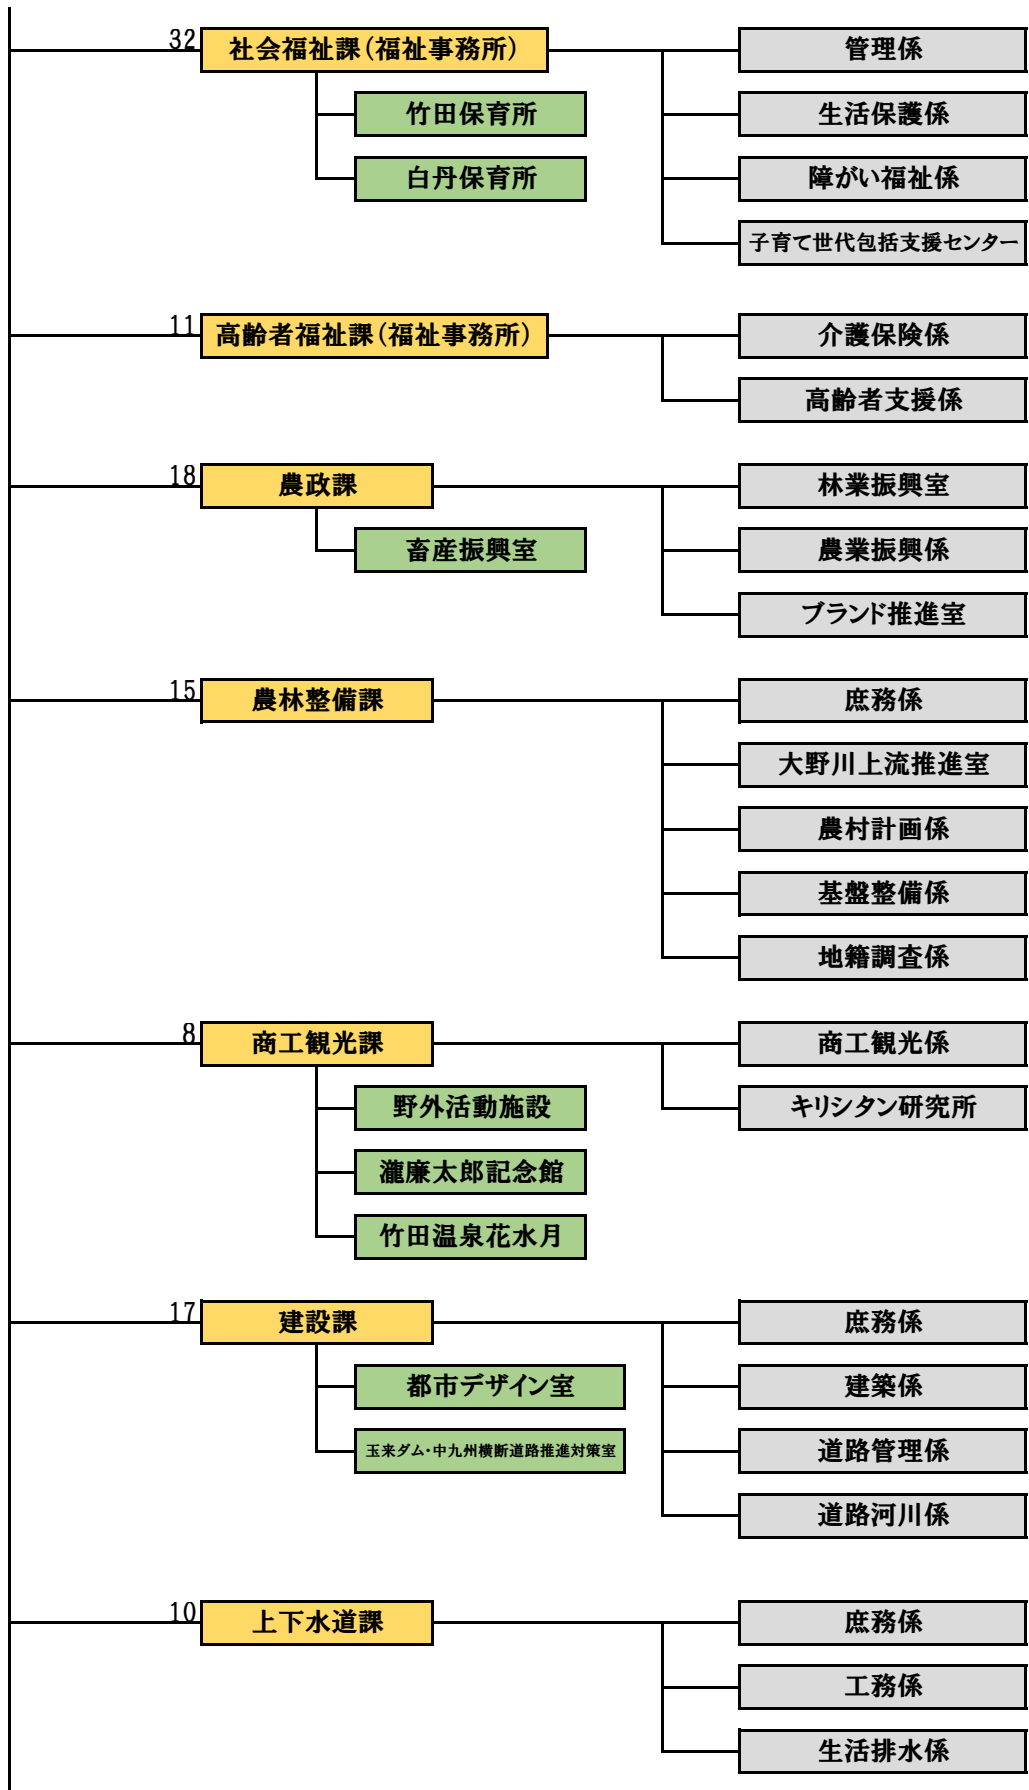 32
社会福祉課(福祉事務所)
管理係
竹田保育所
生活保護係
白丹保育所
障がい福祉係
子育て世代包括支援センター
11
高齢者福祉課(福祉事務所)
介護保険係
高齢者支援係
18
農政課
林業振興室
畜産振興室
農業振興係
ブランド推進室
15
農林整備課
庶務係
大野川上流推進室
農村計画係
基盤整備係
地籍調査係
8
商工観光課
商工観光係
野外活動施設
キリシタン研究所
瀧廉太郎記念館
竹田温泉花水月
17
建設課
庶務係
都市デザイン室
建築係
玉来ダム・中九州横断道路推進対策室
道路管理係
道路河川係
10
上下水道課
庶務係
工務係
生活排水係